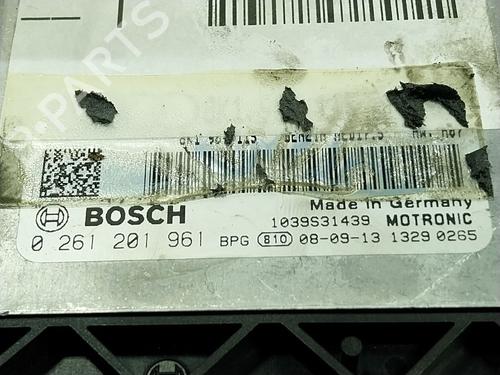 BOSCH
Made in Germany
1039S31439 MOTRONIC
0 261 201 961 BPG B10 08-09-13 1329 0265